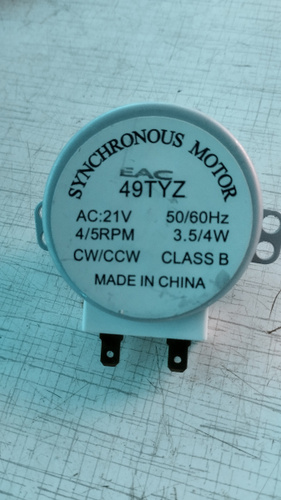 SYNCHRONOUS MOTOR
EAC
49TYZ
AC:21V 50/60Hz
4/5RPM 3.5/4W
CW/CCW CLASS B
MADE IN CHINA